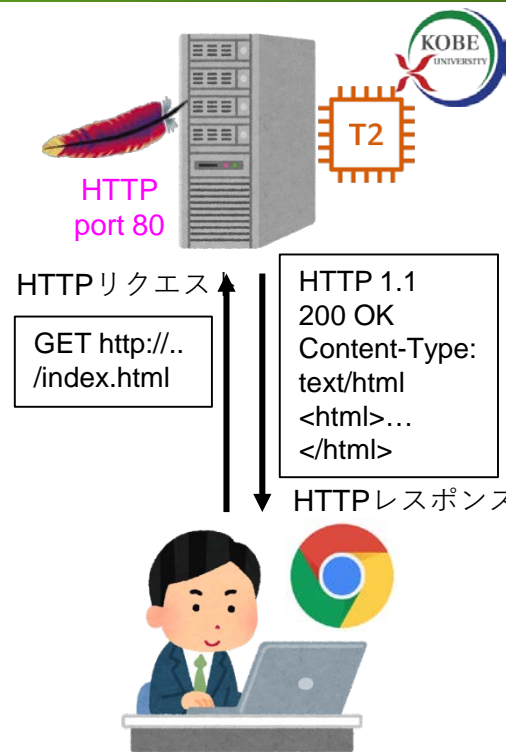 KOBE
UNIVERSITY
T2
HTTP
port 80
HTTPリクエスト
GET http://..
/index.html
HTTP 1.1
200 OK
Content-Type:
text/html
<html>…
</html>
HTTPレスポンス